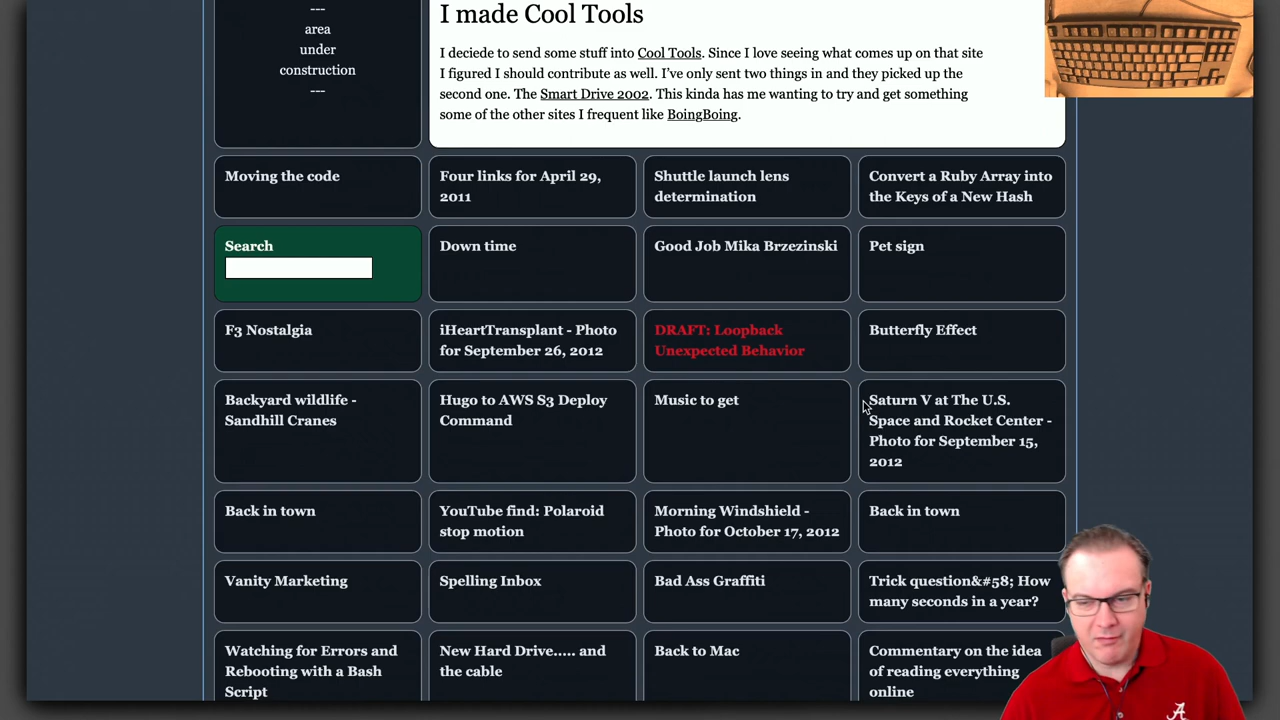 ---
area
under
construction
---
I made Cool Tools
I deciede to send some stuff into Cool Tools. Since I love seeing what comes up on that site
I figured I should contribute as well. I've only sent two things in and they picked up the
second one. The Smart Drive 2002. This kinda has me wanting to try and get something
some of the other sites I frequent like BoingBoing.
Moving the code
Four links for April 29,
2011
Shuttle launch lens
determination
Convert a Ruby Array into
the Keys of a New Hash
Search
Down time
Good Job Mika Brzezinski
Pet sign
F3 Nostalgia
iHeartTransplant - Photo
for September 26, 2012
DRAFT: Loopback
Unexpected Behavior
Butterfly Effect
Backyard wildlife -
Sandhill Cranes
Hugo to AWS S3 Deploy
Command
Music to get
Saturn V at The U.S.
Space and Rocket Center -
Photo for September 15,
2012
Back in town
YouTube find: Polaroid
stop motion
Morning Windshield -
Photo for October 17, 2012
Back in town
Vanity Marketing
Spelling Inbox
Bad Ass Graffiti
Trick question&#58; How
many seconds in a year?
Watching for Errors and
Rebooting with a Bash
Script
New Hard Drive..... and
the cable
Back to Mac
Commentary on the idea
of reading everything
online
A